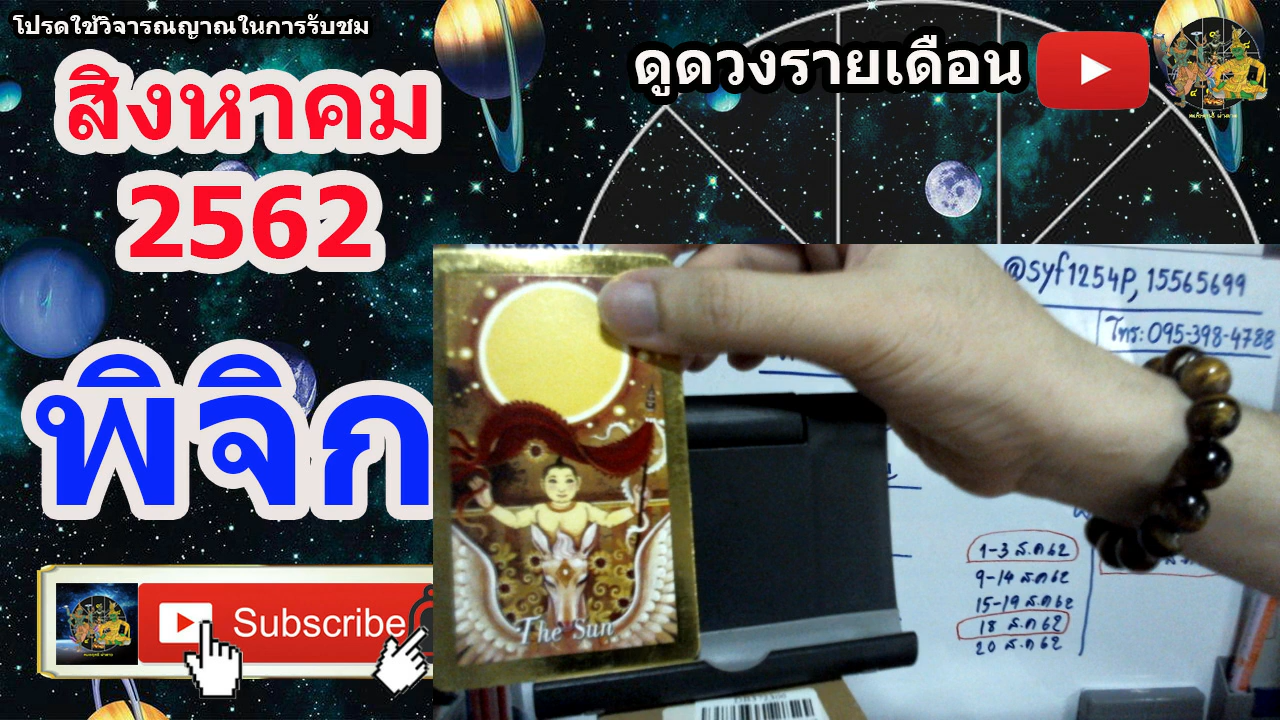 โปรดใช้วิจารณญาณในการรับชม
สิงหาคม
2562
ดูดวงรายเดือน
พิจิก
Subscribe
The Sun
@syf1254p, 15565699
โทร: 095-398-4788
1-3 ส.ค 62
9-14 ส.ค 62
15-19 ส.ค 62
18 ส.ค 62
20 ส.ค 62